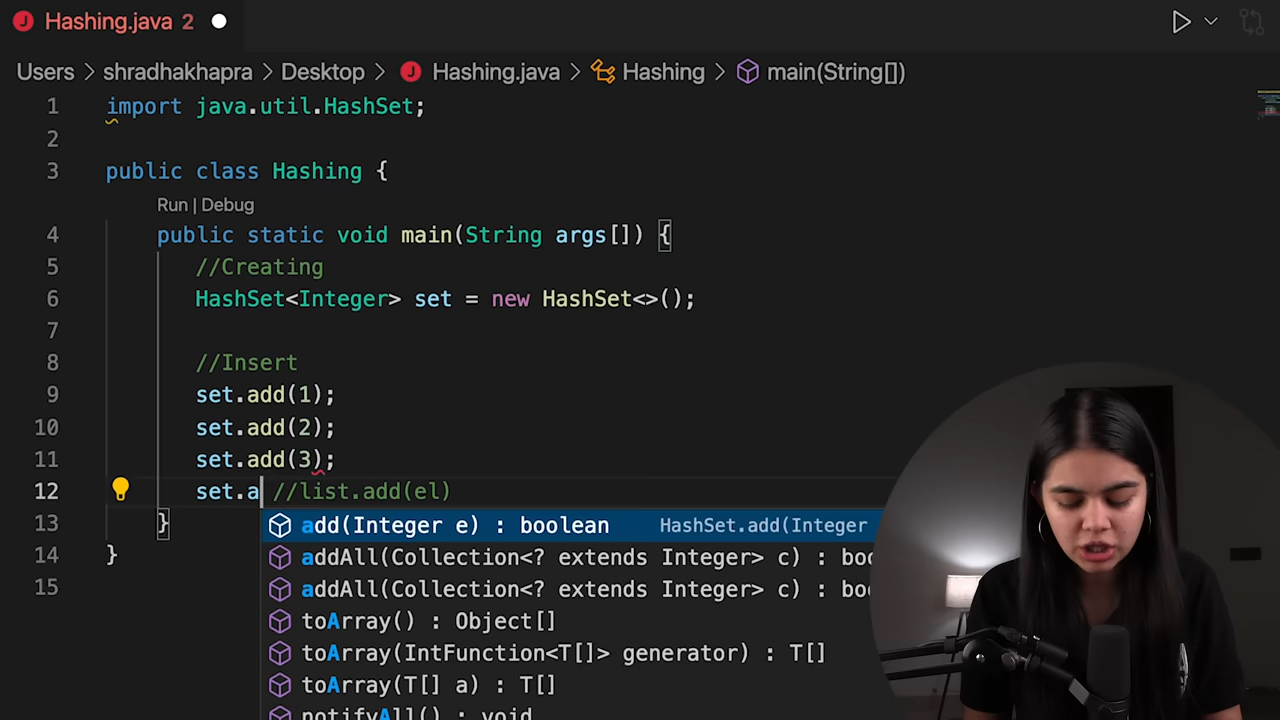 Hashing.java 2
Users > shradhakhapra > Desktop > Hashing.java > Hashing > main(String[])
1 import java.util.HashSet;
2
3 public class Hashing {
Run | Debug
4 public static void main(String args[]) {
5 //Creating
6 HashSet<Integer> set = new HashSet<>();
7
8 //Insert
9 set.add(1);
10 set.add(2);
11 set.add(3);
12 set.a //list.add(el)
13 }
14 }
15
add(Integer e) : boolean HashSet.add(Integer
addAll(Collection<? extends Integer> c) : boo
addAll(Collection<? extends Integer> c) : boo
toArray() : Object[]
toArray(IntFunction<T[]> generator) : T[]
toArray(T[] a) : T[]
notifyAll() : void